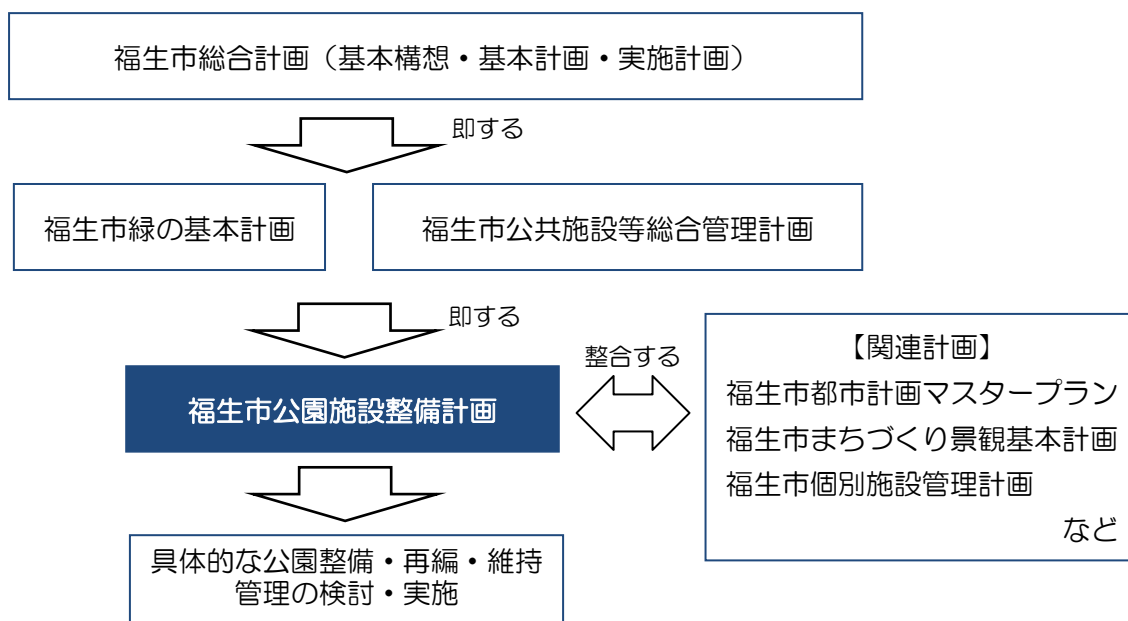 福生市総合計画（基本構想・基本計画・実施計画）
即する
福生市緑の基本計画
福生市公共施設等総合管理計画
即する
福生市公園施設整備計画
整合する
【関連計画】
福生市都市計画マスタープラン
福生市まちづくり景観基本計画
福生市個別施設管理計画
など
具体的な公園整備・再編・維持
管理の検討・実施